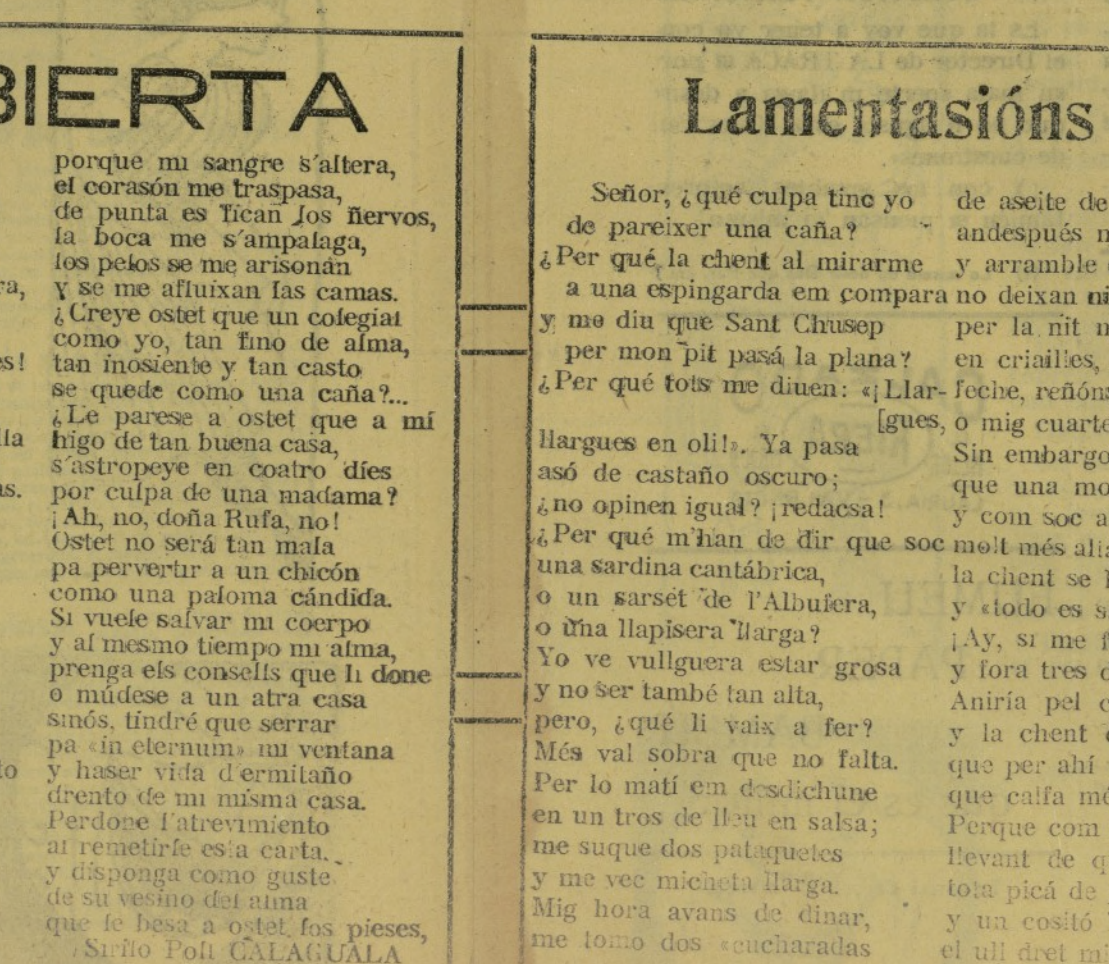 BIERTA
ra,
es!
lla
as.
to
porque mi sangre s'altera,
el corasón me traspasa,
de punta es fican los ñervos,
la boca me s'ampalaga,
los pelos se me arisonan
y se me afluixan las camas.
¿Creye ostet que un colegial
como yo, tan fino de alma,
tan inosiente y tan casto
se quede como una caña?...
¿Le parese a ostet que a mí
higo de tan buena casa,
s'astropeye en coatro díes
por culpa de una madama?
¡Ah, no, doña Rufa, no!
Ostet no será tan mala
pa pervertir a un chicón
como una paloma cándida.
Si vuele salvar mi coerpo
y al mesmo tiempo mi alma,
prenga els consells que li done
o múdese a un atra casa
sinós, tindré que serrar
pa «in eternum» mi ventana
y haser vida d'ermitaño
drento de mi misma casa.
Perdone l'atrevimiento
al remetirle esta carta.
y disponga como guste
de su vesino del alma
que le besa a ostet los pieses,
Sirilo Poll CALAGUALA
Lamentasións
Señor, ¿qué culpa tinc yo
de pareixer una caña?
¿Per qué la chent al mirarme
a una espingarda em compara
y me diu que Sant Chusep
per mon pit pasá la plana?
¿Per qué tots me diuen: «¡Llar-
[gues,
llargues en oli!». Ya pasa
asó de castaño oscuro;
¿no opinen igual? ¡redacsa!
¿Per qué m'han de dir que soc
una sardina cantábrica,
o un sarset de l'Albufera,
o una llapisera llarga?
Yo ve vullguera estar grosa
y no ser també tan alta,
pero, ¿qué li vaix a fer?
Més val sobra que no falta.
Per lo matí em desdichune
en un tros de lleu en salsa;
me suque dos pataquetes
y me vec micheta llarga.
Mig hora avans de dinar,
me tomo dos «cucharadas
de aseite de
andespués
y arramble
no deixan
per la nit
en criailles,
feche, reñóns
o mig cuarte
Sin embargo
que una mo
y com soc a
molt més
la chent se
y «todo es s
¡Ay, si me f
y fora tres
Aniría pel c
y la chent
que per ahí
que calfa
Perque com
llevant de q
tota picá de
y un cositó
el ull dret mi